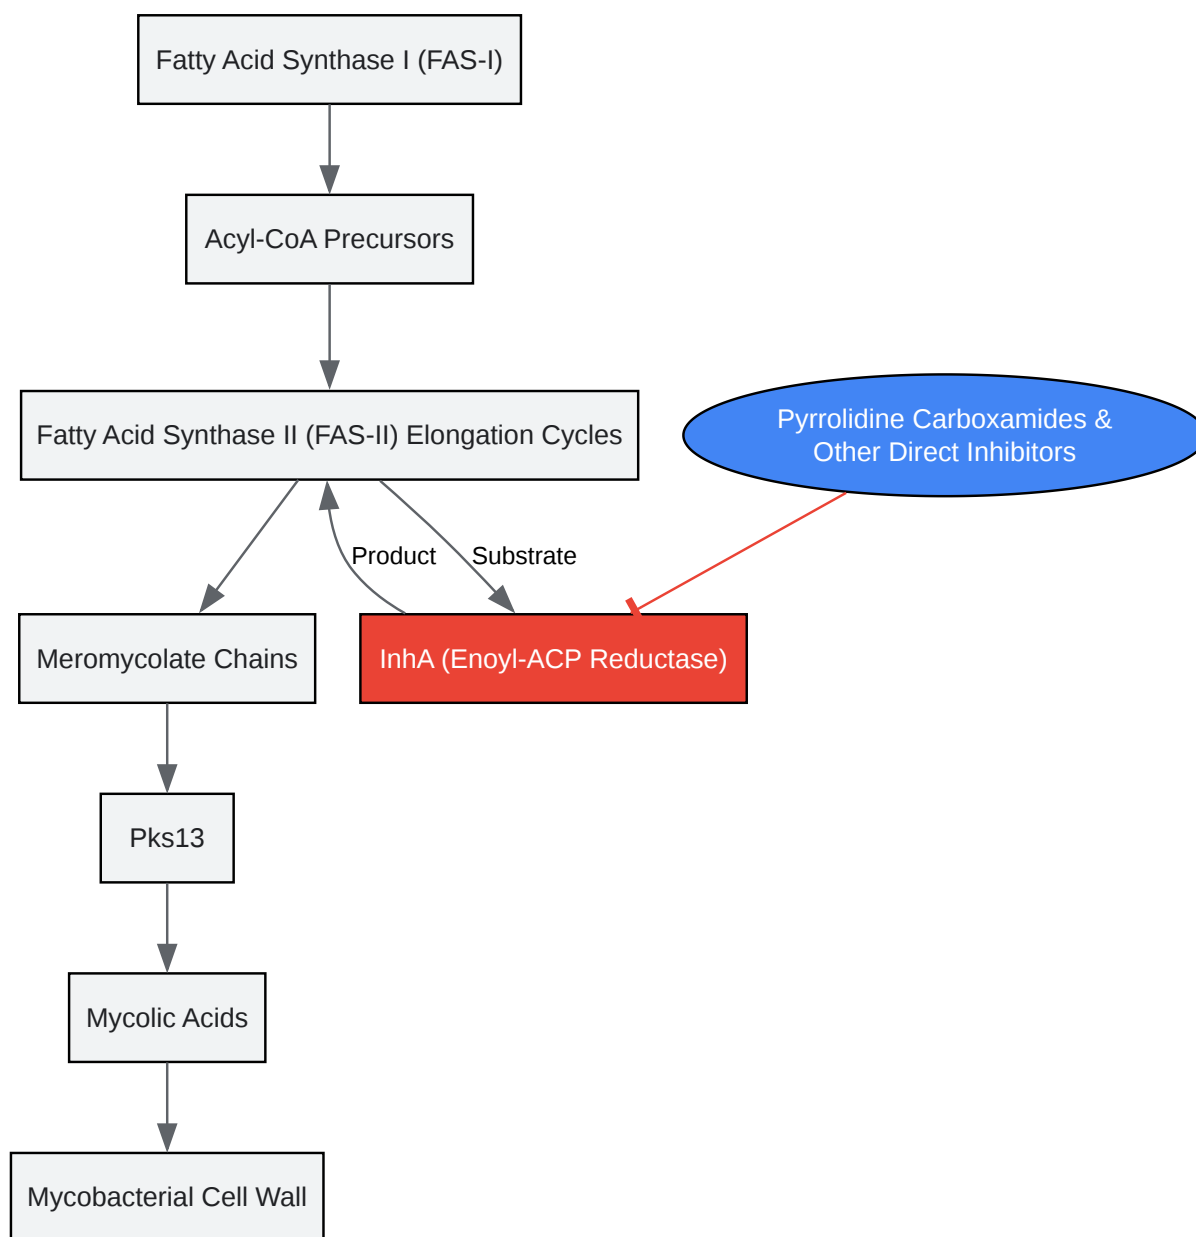 Fatty Acid Synthase I (FAS-I)
Acyl-CoA Precursors
Fatty Acid Synthase II (FAS-II) Elongation Cycles
Pyrrolidine Carboxamides &
Other Direct Inhibitors
Product
Substrate
Meromycolate Chains
InhA (Enoyl-ACP Reductase)
Pks13
Mycolic Acids
Mycobacterial Cell Wall